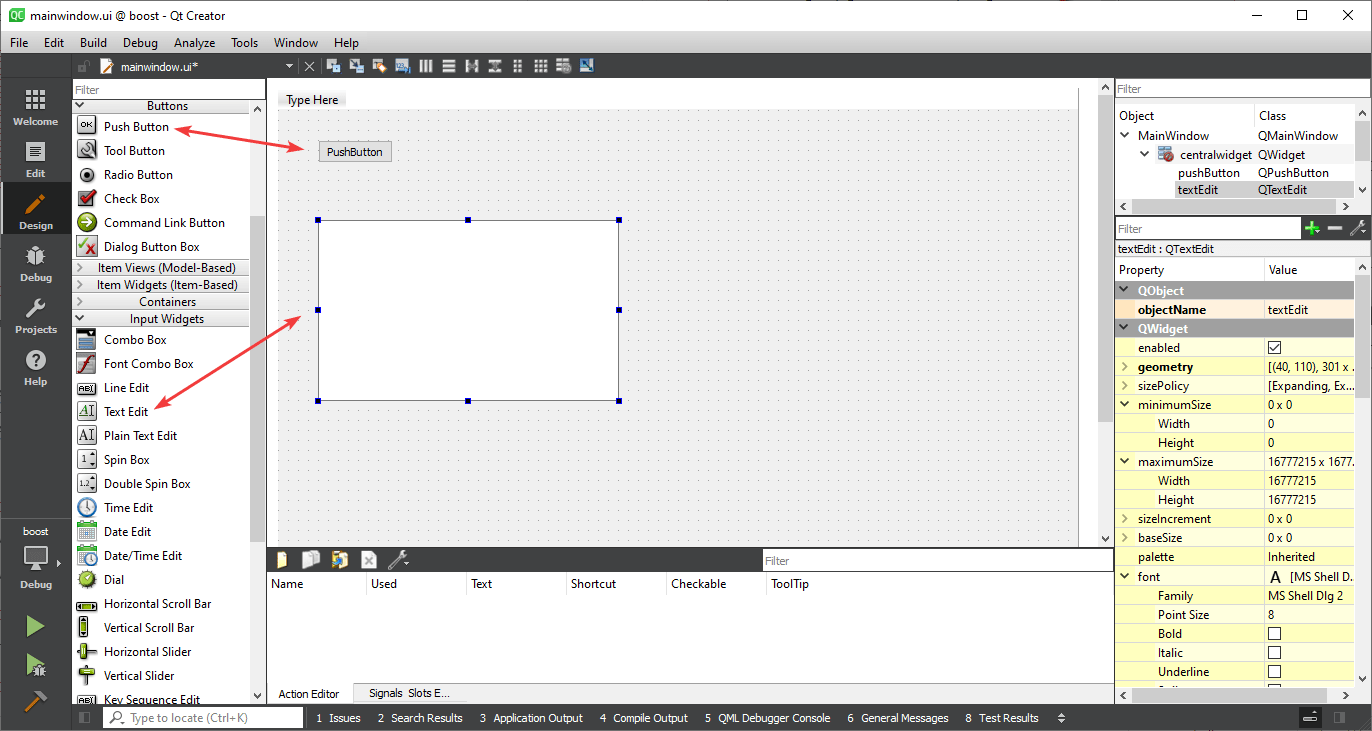 mainwindow.ui @ boost - Qt Creator
File Edit Build Debug Analyze Tools Window Help
mainwindow.ui*
Welcome
Edit
Design
Debug
Projects
Help
boost
Debug
Filter
Buttons
Push Button
Tool Button
Radio Button
Check Box
Command Link Button
Dialog Button Box
Item Views (Model-Based)
Item Widgets (Item-Based)
Containers
Input Widgets
Combo Box
Font Combo Box
Line Edit
Text Edit
Plain Text Edit
Spin Box
Double Spin Box
Time Edit
Date Edit
Date/Time Edit
Dial
Horizontal Scroll Bar
Vertical Scroll Bar
Horizontal Slider
Vertical Slider
Key Sequence Edit
Type Here
PushButton
Filter
Name Used Text Shortcut Checkable ToolTip
Action Editor Signals Slots E...
Filter
Object Class
MainWindow QMainWindow
centralwidget QWidget
pushButton QPushButton
textEdit QTextEdit
Filter
textEdit : QTextEdit
Property Value
QObject
objectName textEdit
QWidget
enabled
geometry [(40, 110), 301 x ...
sizePolicy [Expanding, Ex...
minimumSize 0 x 0
Width 0
Height 0
maximumSize 16777215 x 1677...
Width 16777215
Height 16777215
sizeIncrement 0 x 0
baseSize 0 x 0
palette Inherited
font A [MS Shell D...
Family MS Shell Dlg 2
Point Size 8
Bold
Italic
Underline
Type to locate (Ctrl+K) 1 Issues 2 Search Results 3 Application Output 4 Compile Output 5 QML Debugger Console 6 General Messages 8 Test Results